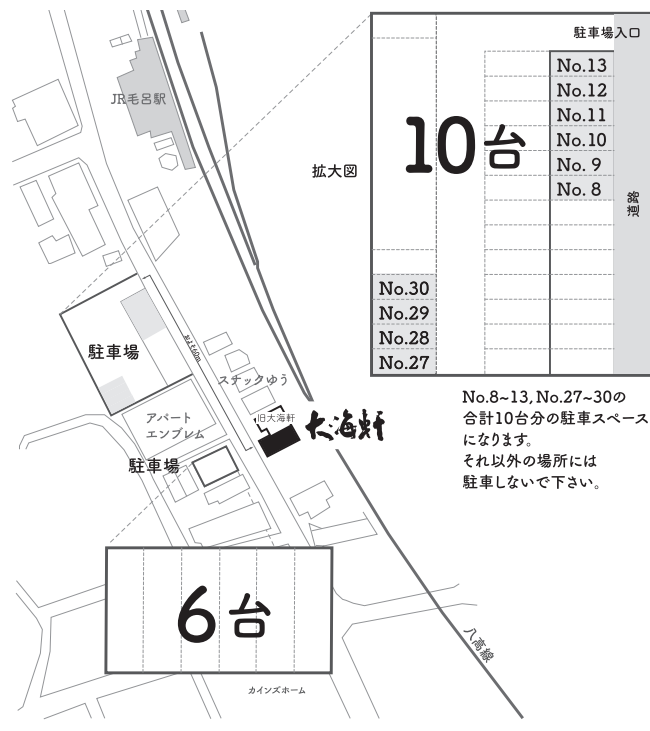 駐車場入口
No.13
No.12
No.11
No.10
No. 9
No. 8
10台
拡大図
道路
No.30
No.29
No.28
No.27
No.8~13, No.27~30の
合計10台分の駐車スペース
になります。
それ以外の場所には
駐車しないで下さい。
JR毛呂駅
駐車場
およそ60m
スナックゆう
アパート
エンブレム
旧大海軒
大海軒
駐車場
6台
八高線
カインズホーム